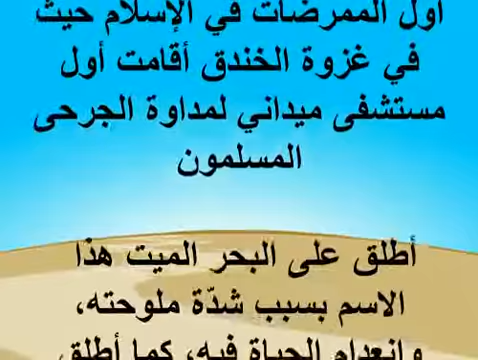 أول الممرضات في الإسلام حيث
في غزوة الخندق أقامت أول
مستشفى ميداني لمداوة الجرحى
المسلمون
أطلق على البحر الميت هذا
الاسم بسبب شدّة ملوحته،
وانعدام الحياة فيه، كما أطلق